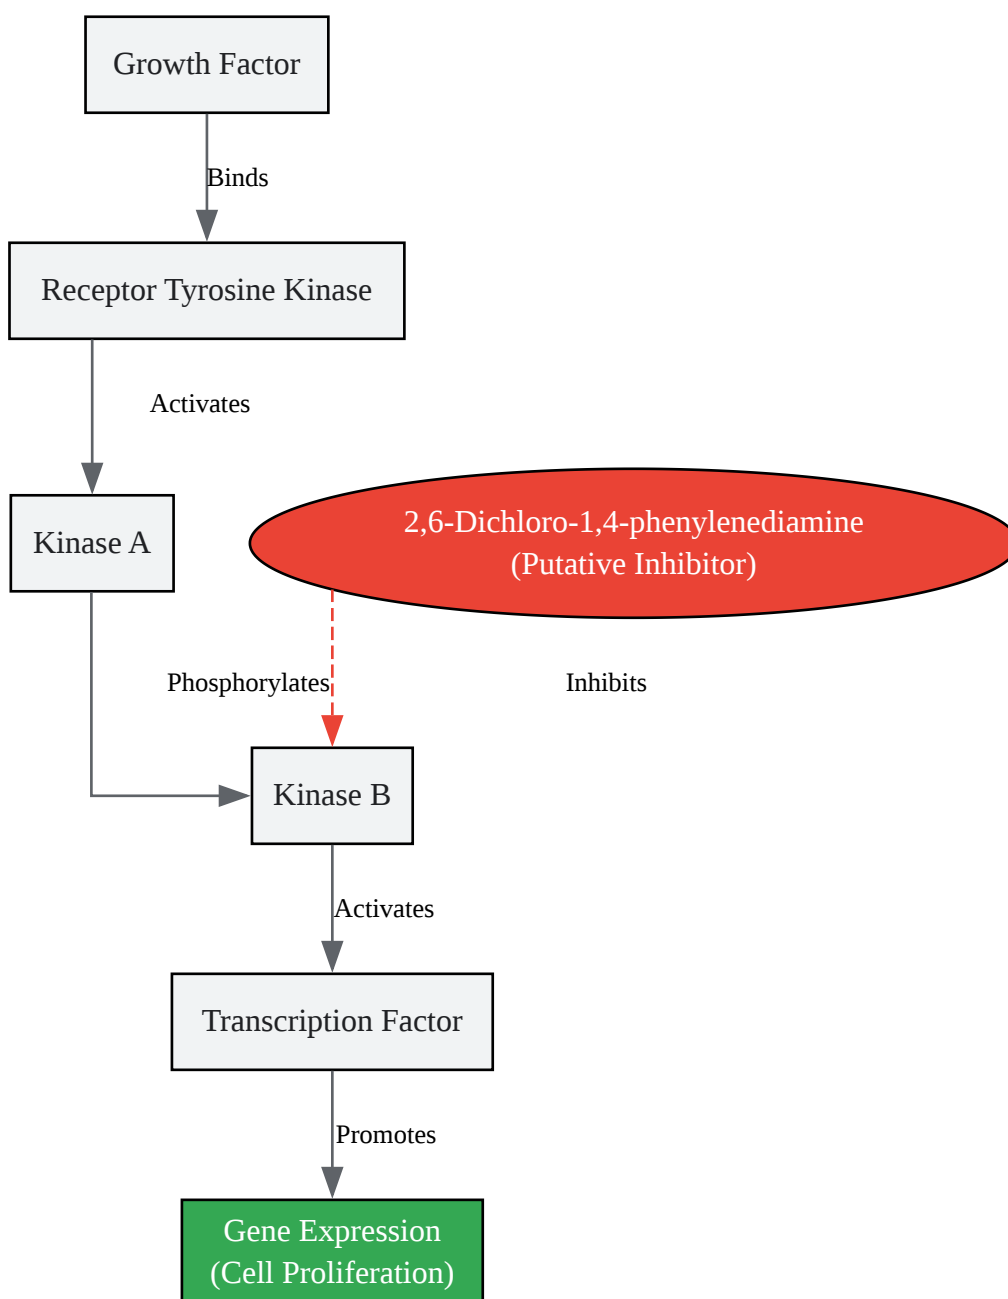 Growth Factor
Binds
Receptor Tyrosine Kinase
Activates
Kinase A
2,6-Dichloro-1,4-phenylenediamine
(Putative Inhibitor)
Phosphorylates
Inhibits
Kinase B
Activates
Transcription Factor
Promotes
Gene Expression
(Cell Proliferation)